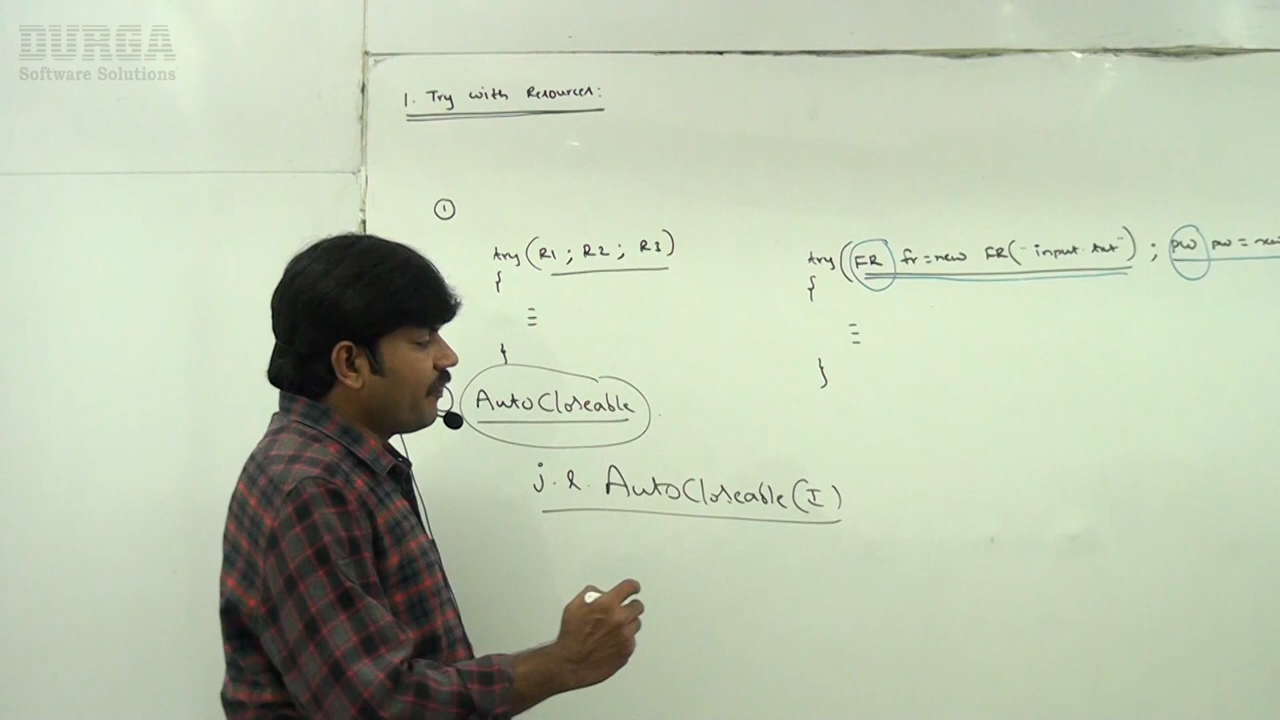 DURGA
Software Solutions
1. Try with Resources:
①
try(R1 ; R2 ; R3)
{
}
try(FR fr=new FR("input.txt") ; PW pw = new
{
}
AutoCloseable
j.l. AutoCloseable(I)